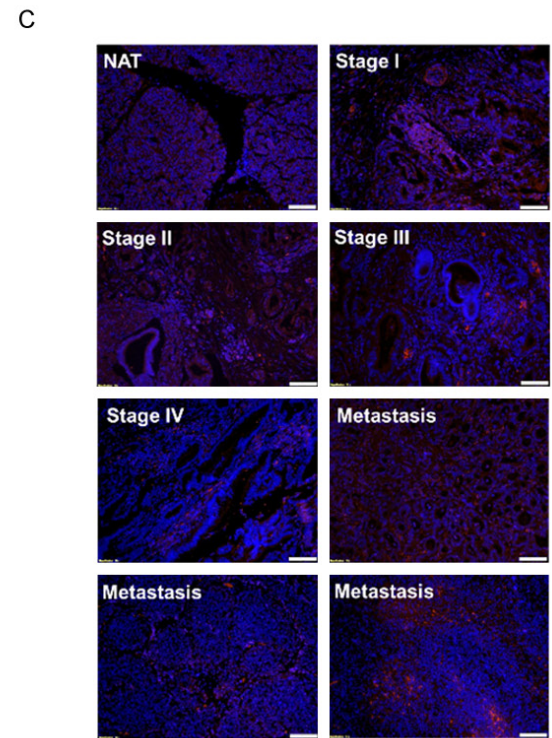 C
NAT
Stage I
Stage II
Stage III
Stage IV
Metastasis
Metastasis
Metastasis